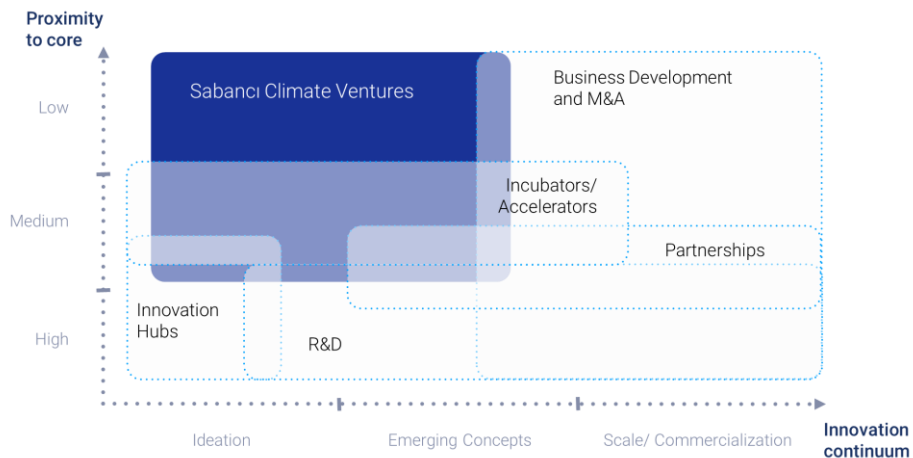 Proximity
to core
Low
Medium
High
Sabancı Climate Ventures
Business Development
and M&A
Incubators/
Accelerators
Partnerships
Innovation
Hubs
R&D
Ideation
Emerging Concepts
Scale/ Commercialization
Innovation
continuum